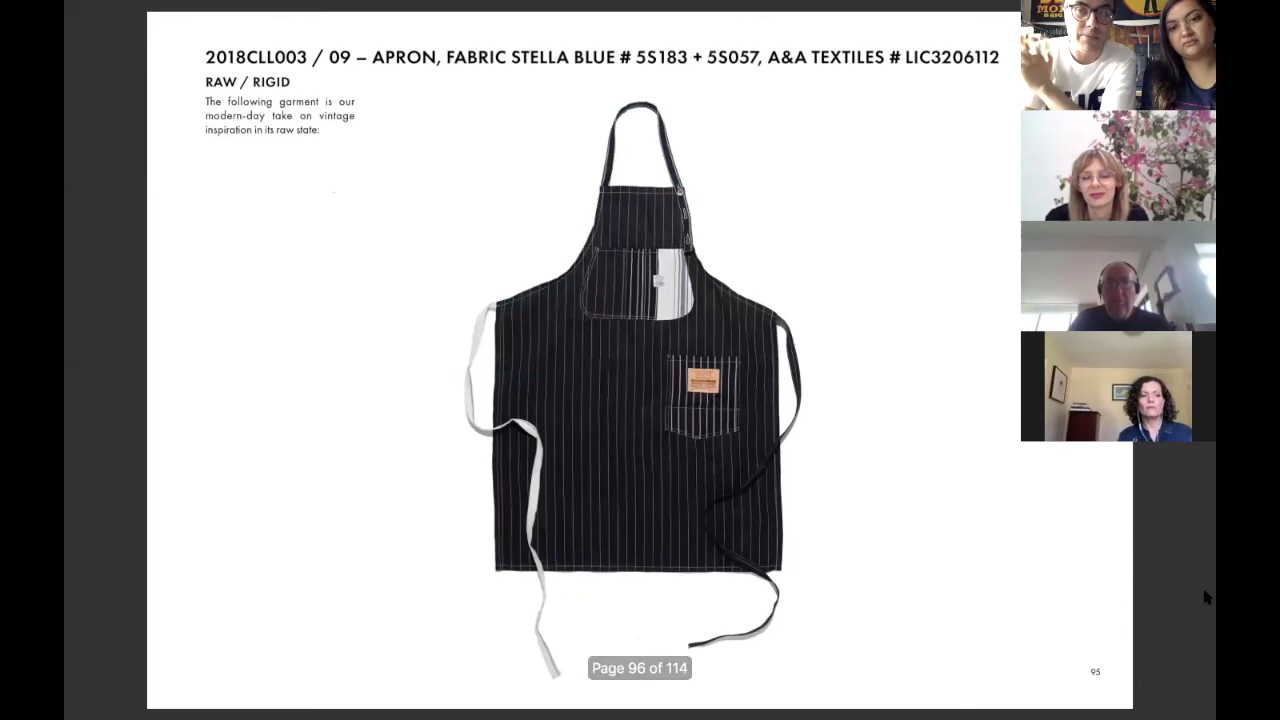 2018CLL003 / 09 – APRON, FABRIC STELLA BLUE # 5S183 + 5S057, A&A TEXTILES # LIC3206112
RAW / RIGID
The following garment is our
modern-day take on vintage
inspiration in its raw state:
Page 96 of 114
95